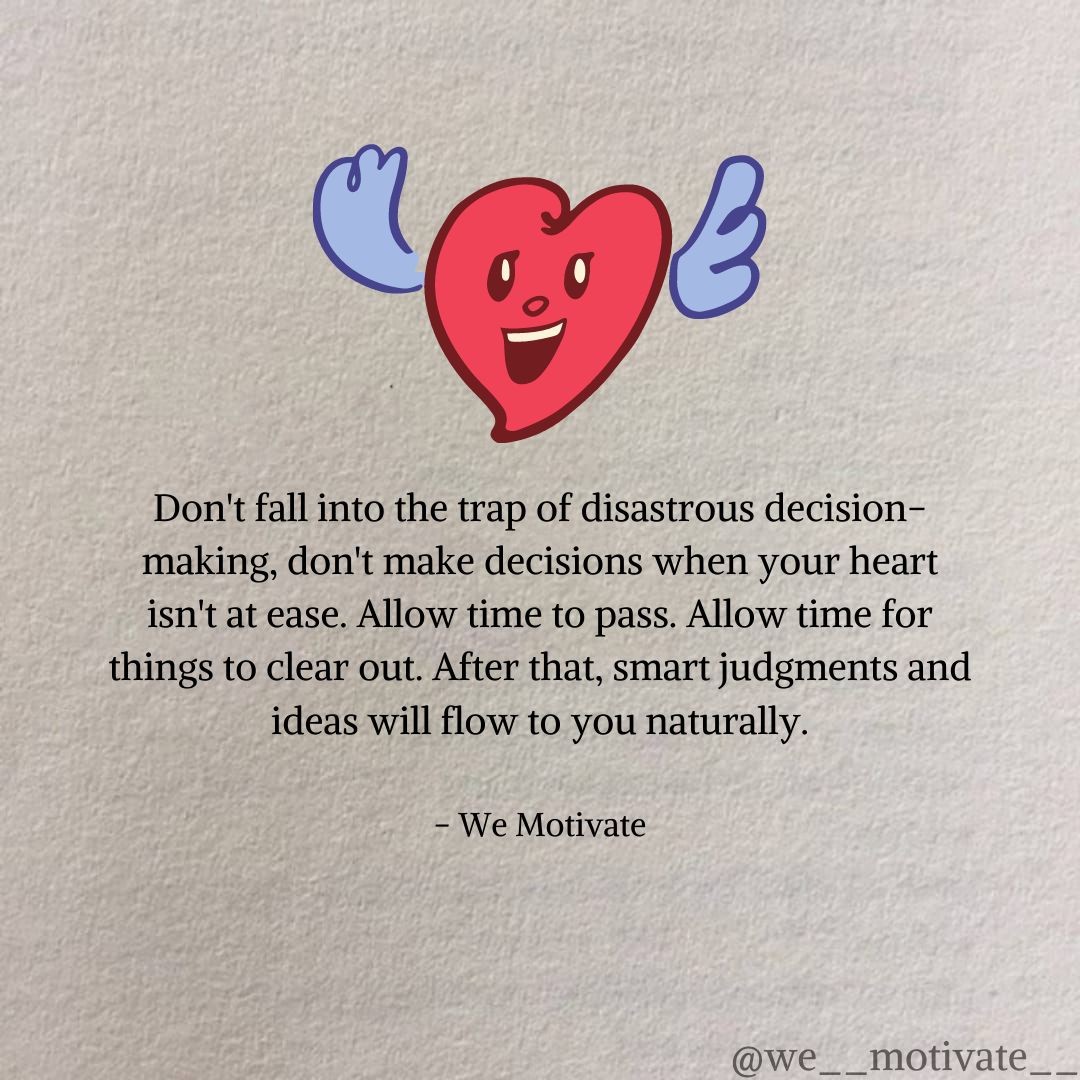 Don't fall into the trap of disastrous decision-
making, don't make decisions when your heart
isn't at ease. Allow time to pass. Allow time for
things to clear out. After that, smart judgments and
ideas will flow to you naturally.
- We Motivate
@we__motivate__